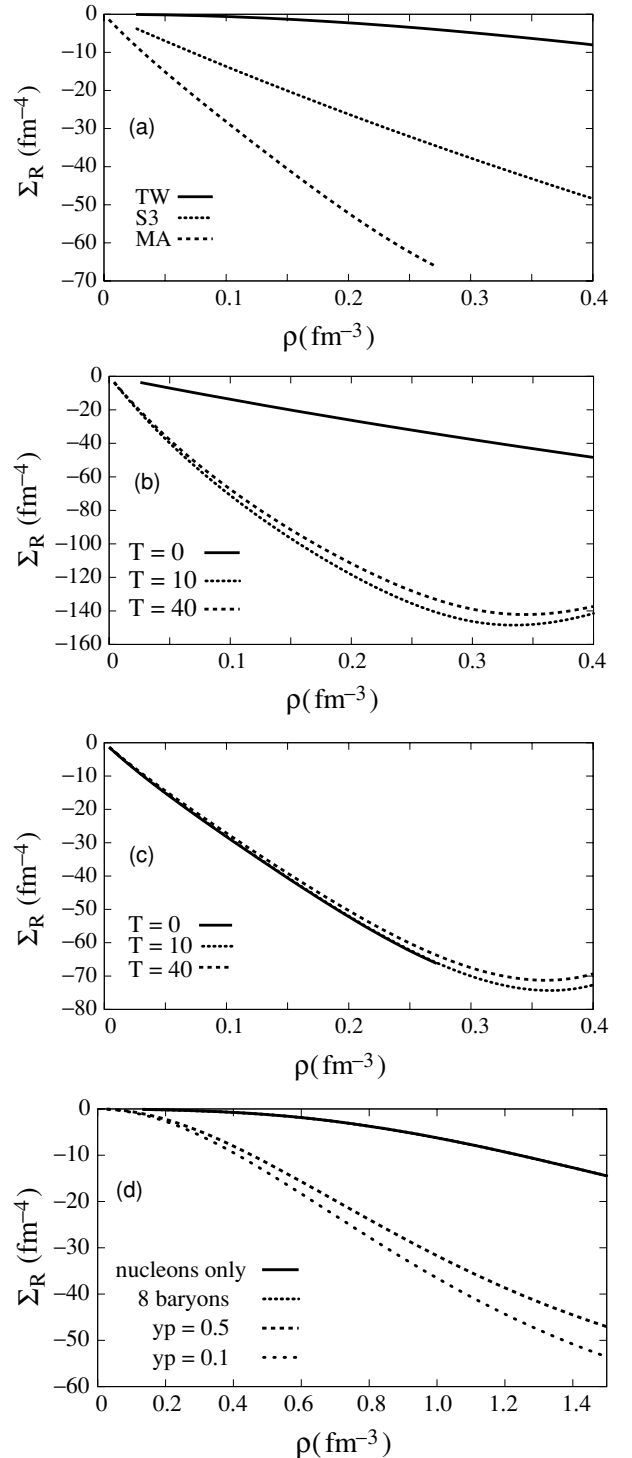 0
−10
−20
−30
−40
−50
−60
−70
Σ_R (fm⁻⁴)
(a)
TW
S3
MA
0 0.1 0.2 0.3 0.4
ρ(fm⁻³)
0
−20
−40
−60
−80
−100
−120
−140
−160
Σ_R (fm⁻⁴)
(b)
T = 0
T = 10
T = 40
0 0.1 0.2 0.3 0.4
ρ(fm⁻³)
0
−10
−20
−30
−40
−50
−60
−70
−80
Σ_R (fm⁻⁴)
(c)
T = 0
T = 10
T = 40
0 0.1 0.2 0.3 0.4
ρ(fm⁻³)
0
−10
−20
−30
−40
−50
−60
Σ_R (fm⁻⁴)
(d)
nucleons only
8 baryons
yp = 0.5
yp = 0.1
0 0.2 0.4 0.6 0.8 1.0 1.2 1.4
ρ(fm⁻³)